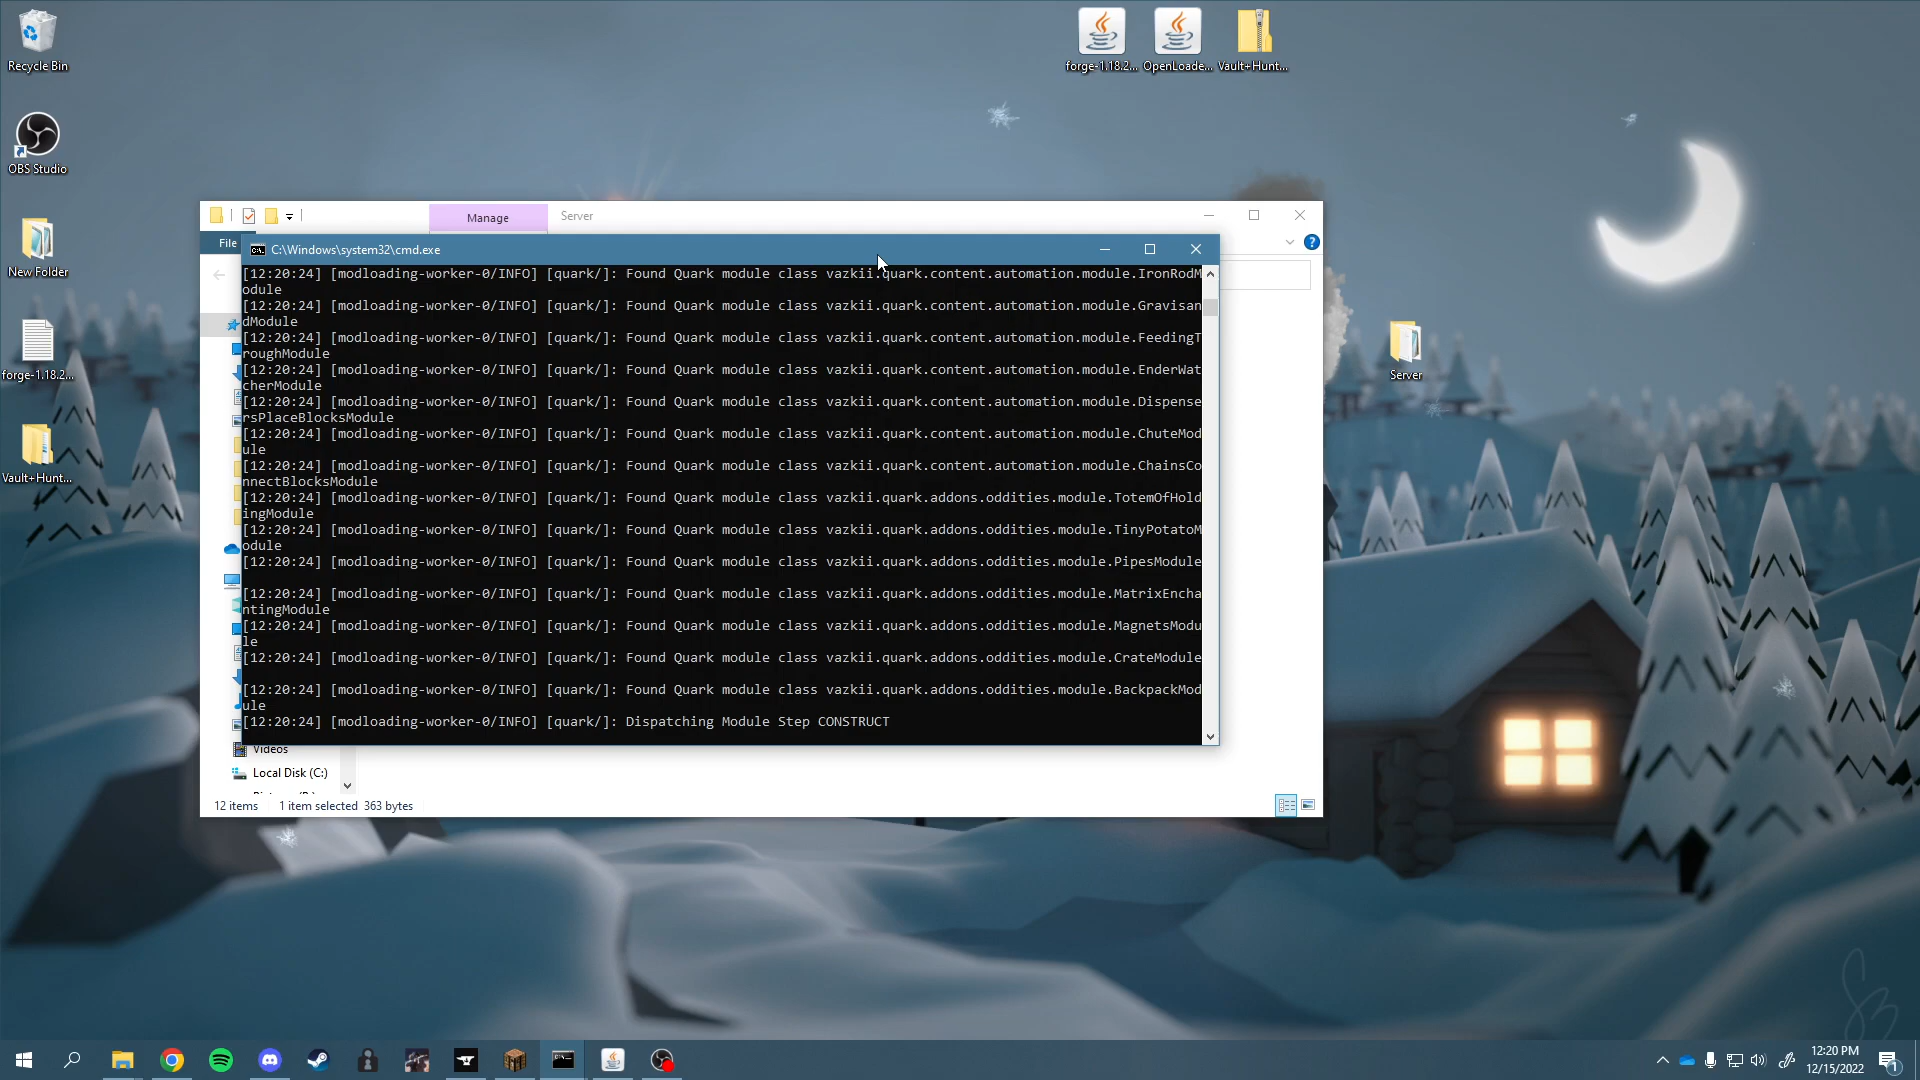 Recycle Bin
forge-1.18.2...
OpenLoade...
Vault+Hunt...
OBS Studio
New Folder
forge-1.18.2...
Vault+Hunt...
Server
Manage
Server
File
C:\Windows\system32\cmd.exe
[12:20:24] [modloading-worker-0/INFO] [quark/]: Found Quark module class vazkii.quark.content.automation.module.IronRodM
odule
[12:20:24] [modloading-worker-0/INFO] [quark/]: Found Quark module class vazkii.quark.content.automation.module.Gravisan
dModule
[12:20:24] [modloading-worker-0/INFO] [quark/]: Found Quark module class vazkii.quark.content.automation.module.FeedingT
roughModule
[12:20:24] [modloading-worker-0/INFO] [quark/]: Found Quark module class vazkii.quark.content.automation.module.EnderWat
cherModule
[12:20:24] [modloading-worker-0/INFO] [quark/]: Found Quark module class vazkii.quark.content.automation.module.Dispense
rsPlaceBlocksModule
[12:20:24] [modloading-worker-0/INFO] [quark/]: Found Quark module class vazkii.quark.content.automation.module.ChuteMod
ule
[12:20:24] [modloading-worker-0/INFO] [quark/]: Found Quark module class vazkii.quark.content.automation.module.ChainsCo
nnectBlocksModule
[12:20:24] [modloading-worker-0/INFO] [quark/]: Found Quark module class vazkii.quark.addons.oddities.module.TotemOfHold
ingModule
[12:20:24] [modloading-worker-0/INFO] [quark/]: Found Quark module class vazkii.quark.addons.oddities.module.TinyPotatoM
odule
[12:20:24] [modloading-worker-0/INFO] [quark/]: Found Quark module class vazkii.quark.addons.oddities.module.PipesModule
[12:20:24] [modloading-worker-0/INFO] [quark/]: Found Quark module class vazkii.quark.addons.oddities.module.MatrixEncha
ntingModule
[12:20:24] [modloading-worker-0/INFO] [quark/]: Found Quark module class vazkii.quark.addons.oddities.module.MagnetsModu
le
[12:20:24] [modloading-worker-0/INFO] [quark/]: Found Quark module class vazkii.quark.addons.oddities.module.CrateModule
[12:20:24] [modloading-worker-0/INFO] [quark/]: Found Quark module class vazkii.quark.addons.oddities.module.BackpackMod
ule
[12:20:24] [modloading-worker-0/INFO] [quark/]: Dispatching Module Step CONSTRUCT
Videos
Local Disk (C:)
12 items
1 item selected 363 bytes
12:20 PM
12/15/2022
1